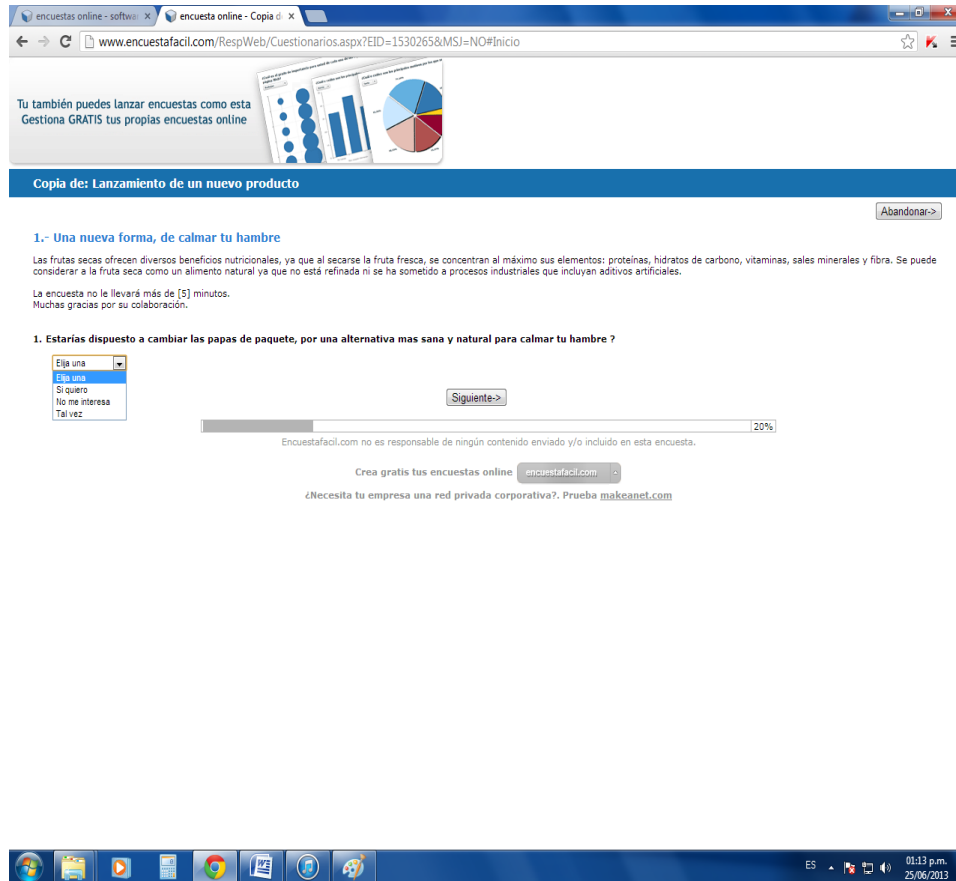 encuestas online - softwa
encuesta online - Copia d
www.encuestafacil.com/RespWeb/Cuestionarios.aspx?EID=1530265&MSJ=NO#Inicio
Tu también puedes lanzar encuestas como esta
Gestiona GRATIS tus propias encuestas online
Copia de: Lanzamiento de un nuevo producto
Abandonar->
1.- Una nueva forma, de calmar tu hambre
Las frutas secas ofrecen diversos beneficios nutricionales, ya que al secarse la fruta fresca, se concentran al máximo sus elementos: proteínas, hidratos de carbono, vitaminas, sales minerales y fibra. Se puede
considerar a la fruta seca como un alimento natural ya que no está refinada ni se ha sometido a procesos industriales que incluyan aditivos artificiales.
La encuesta no le llevará más de [5] minutos.
Muchas gracias por su colaboración.
1. Estarías dispuesto a cambiar las papas de paquete, por una alternativa mas sana y natural para calmar tu hambre ?
Elija una
Elija una
Si quiero
No me interesa
Tal vez
Siguiente->
20%
Encuestafacil.com no es responsable de ningún contenido enviado y/o incluido en esta encuesta.
Crea gratis tus encuestas online encuestafacil.com
¿Necesita tu empresa una red privada corporativa?. Prueba makeanet.com
ES
01:13 p.m.
25/06/2013